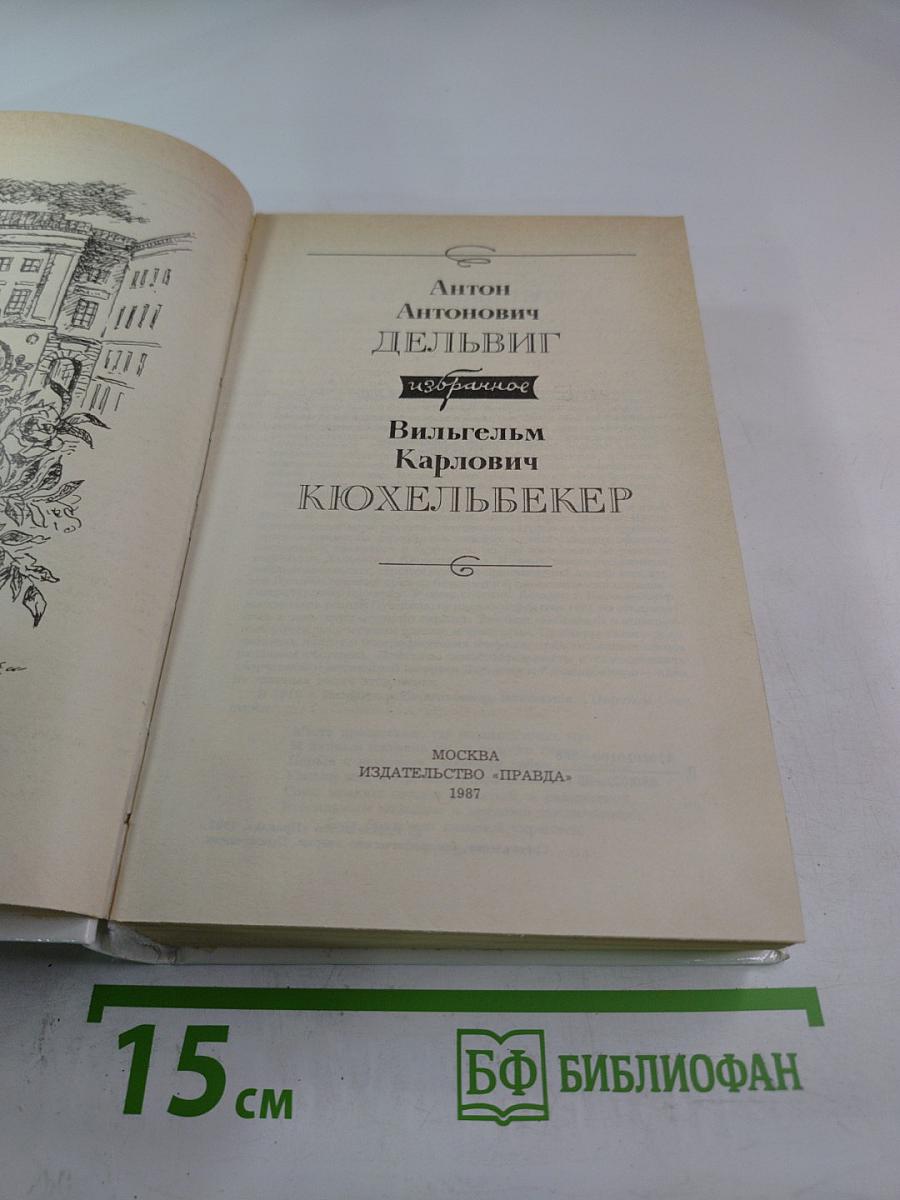 Антон
Антонович
ДЕЛЬВИГ
избранное
Вильгельм
Карлович
КЮХЕЛЬБЕКЕР
МОСКВА
ИЗДАТЕЛЬСТВО «ПРАВДА»
1987
15 см
БФ БИБЛИОФАН